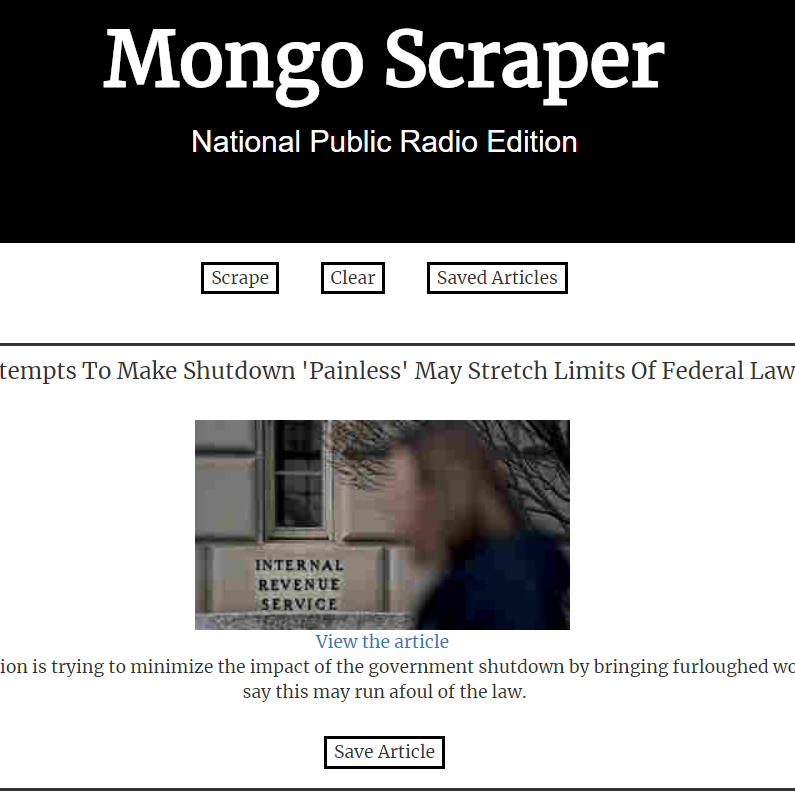 Mongo Scraper
National Public Radio Edition
Scrape Clear Saved Articles
tempts To Make Shutdown 'Painless' May Stretch Limits Of Federal Law
INTERNAL
REVENUE
SERVICE
View the article
ion is trying to minimize the impact of the government shutdown by bringing furloughed wo
say this may run afoul of the law.
Save Article